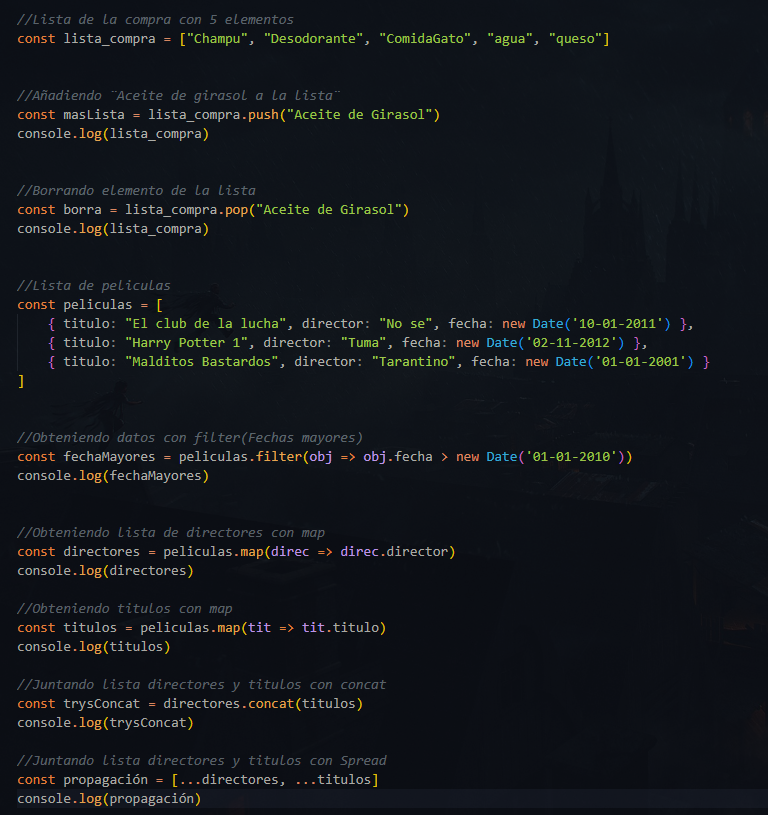 //Lista de la compra con 5 elementos
const lista_compra = ["Champu", "Desodorante", "ComidaGato", "agua", "queso"]
//Añadiendo ¨Aceite de girasol a la lista¨
const masLista = lista_compra.push("Aceite de Girasol")
console.log(lista_compra)
//Borrando elemento de la lista
const borra = lista_compra.pop("Aceite de Girasol")
console.log(lista_compra)
//Lista de peliculas
const peliculas = [
    { titulo: "El club de la lucha", director: "No se", fecha: new Date('10-01-2011') },
    { titulo: "Harry Potter 1", director: "Tuma", fecha: new Date('02-11-2012') },
    { titulo: "Malditos Bastardos", director: "Tarantino", fecha: new Date('01-01-2001') }
]
//Obteniendo datos con filter(Fechas mayores)
const fechaMayores = peliculas.filter(obj => obj.fecha > new Date('01-01-2010'))
console.log(fechaMayores)
//Obteniendo lista de directores con map
const directores = peliculas.map(direc => direc.director)
console.log(directores)
//Obteniendo titulos con map
const titulos = peliculas.map(tit => tit.titulo)
console.log(titulos)
//Juntando lista directores y titulos con concat
const trysConcat = directores.concat(titulos)
console.log(trysConcat)
//Juntando lista directores y titulos con Spread
const propagación = [...directores, ...titulos]
console.log(propagación)